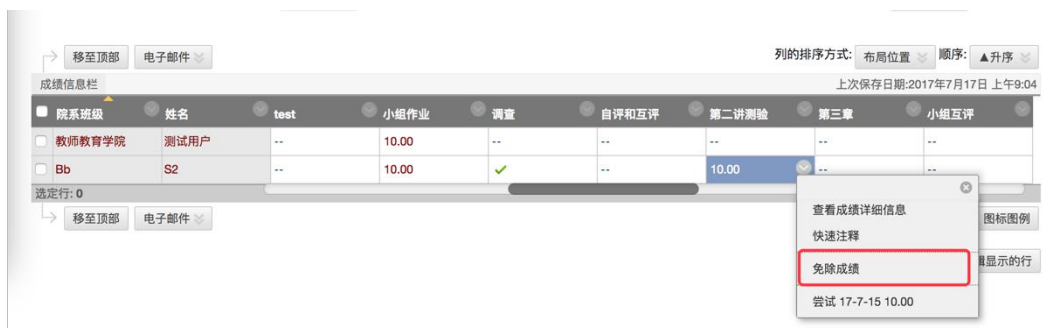 移至顶部 电子邮件 列的排序方式: 布局位置 顺序: ▲升序
成绩信息栏 上次保存日期:2017年7月17日 上午9:04
院系班级 姓名 test 小组作业 调查 自评和互评 第二讲测验 第三章 小组互评
教师教育学院 测试用户 -- 10.00 -- -- -- -- --
Bb S2 -- 10.00 -- 10.00 -- --
选定行: 0
移至顶部 电子邮件 图标图例
查看成绩详细信息
快速注释
免除成绩 显示的行
尝试 17-7-15 10.00